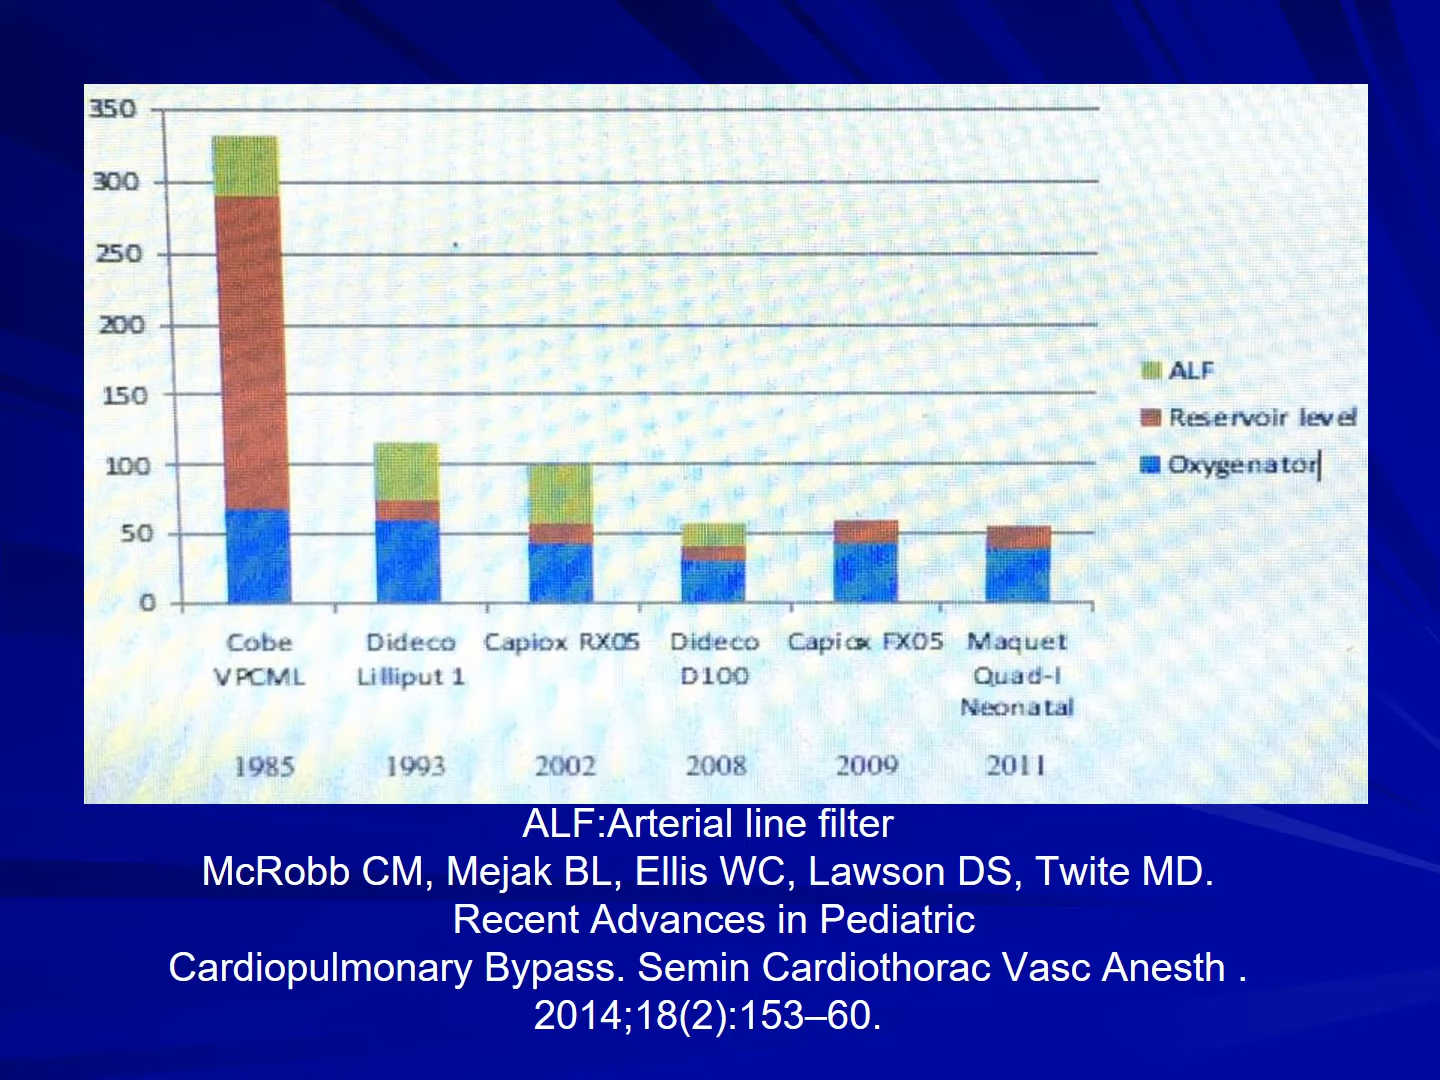 350
300
250
200
150
100
50
0
ALF
Reservoir level
Oxygenator
Cobe Dideco Capiox RX05 Dideco Capiox FX05 Maquet
VPCML Lilliput 1 D100 Quad-I
Neonatal
1985 1993 2002 2008 2009 2011
ALF:Arterial line filter
McRobb CM, Mejak BL, Ellis WC, Lawson DS, Twite MD.
Recent Advances in Pediatric
Cardiopulmonary Bypass. Semin Cardiothorac Vasc Anesth .
2014;18(2):153–60.